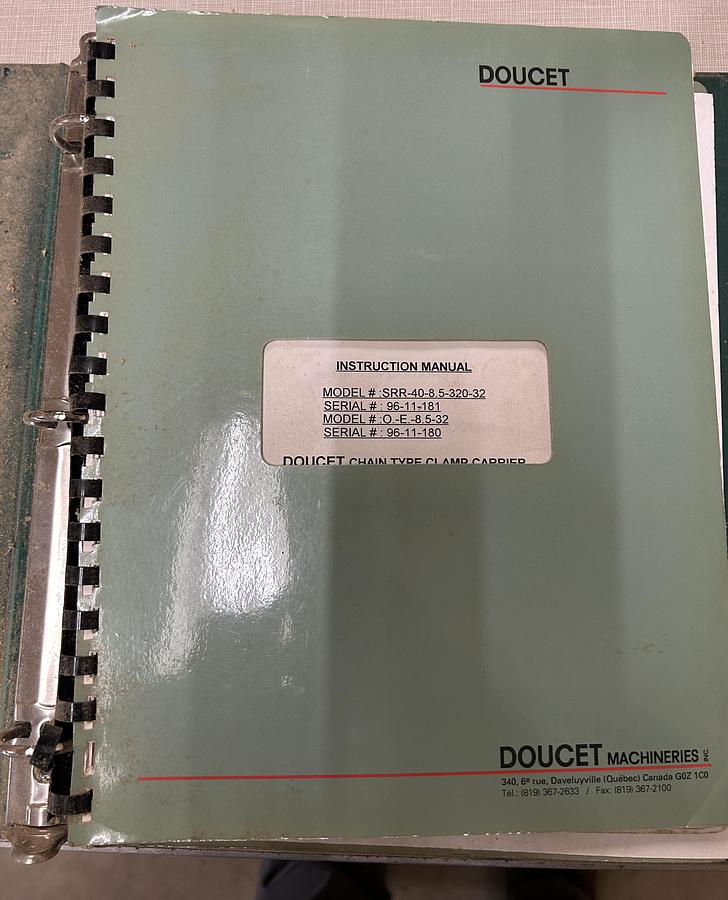 DOUCET
INSTRUCTION MANUAL
MODEL # :SRR-40-8.5-320-32
SERIAL # : 96-11-181
MODEL # :O.-E.-8.5-32
SERIAL # : 96-11-180
DOUCET CHAIN TYPE CLAMP CARRIER
DOUCET MACHINERIES INC.
340, 6e rue, Daveluyville (Québec) Canada G0Z 1C0
Tél.: (819) 367-2633 / Fax: (819) 367-2100